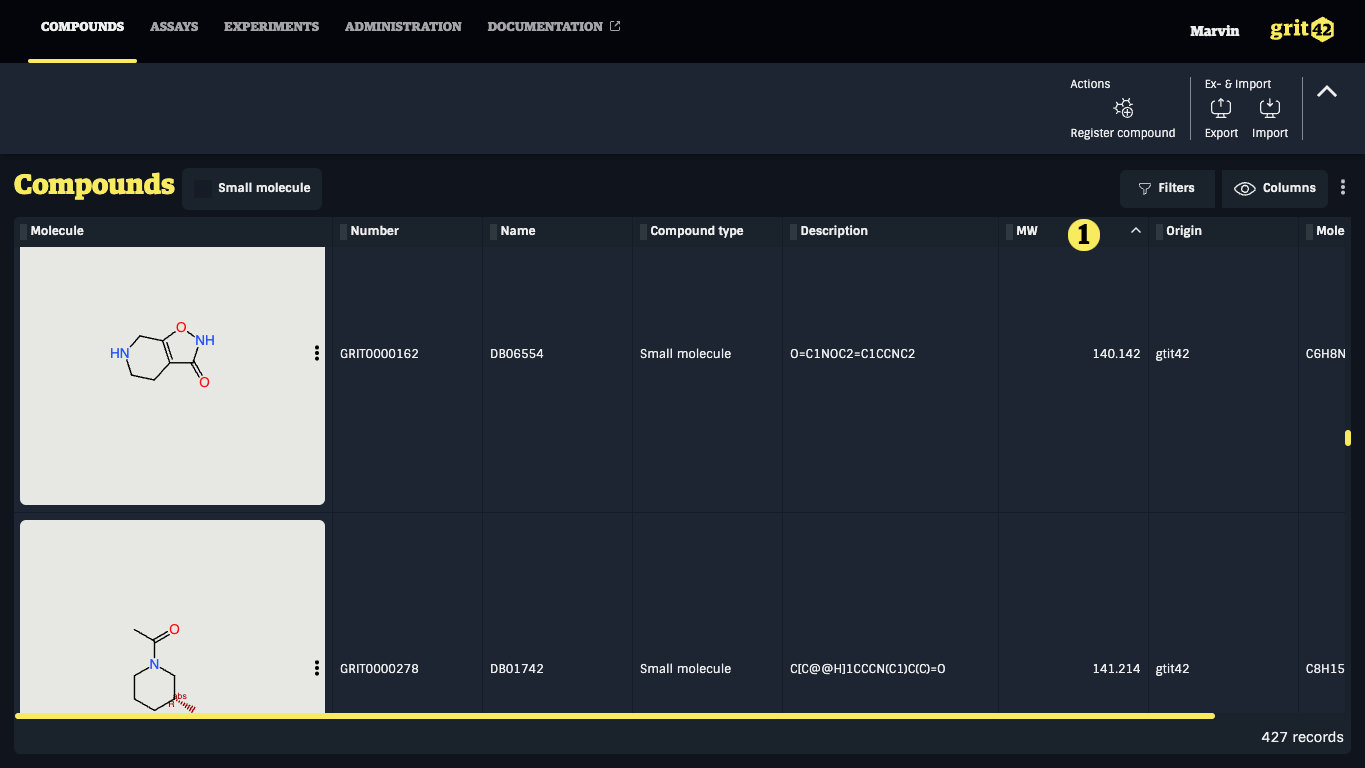 COMPOUNDS ASSAYS EXPERIMENTS ADMINISTRATION DOCUMENTATION
Marvin grit42
Actions Ex- & Import
Register compound Export Import
Compounds Small molecule Filters Columns
Molecule Number Name Compound type Description MW 1 Origin Mole
O
NH
HN
O
GRIT0000162 DB06554 Small molecule O=C1NOC2=C1CCNC2 140.142 gtit42 C6H8N
O
N
abs
R
GRIT0000278 DB01742 Small molecule C[C@@H]1CCCN(C1)C(C)=O 141.214 gtit42 C8H15
427 records